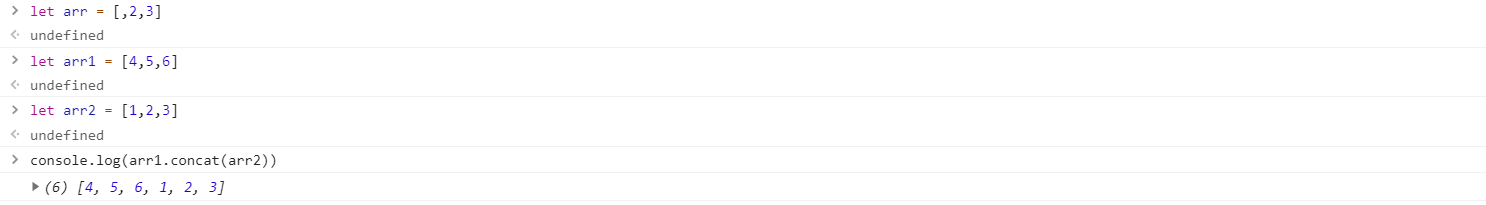 let arr = [,2,3]
undefined
let arr1 = [4,5,6]
undefined
let arr2 = [1,2,3]
undefined
console.log(arr1.concat(arr2))
(6) [4, 5, 6, 1, 2, 3]